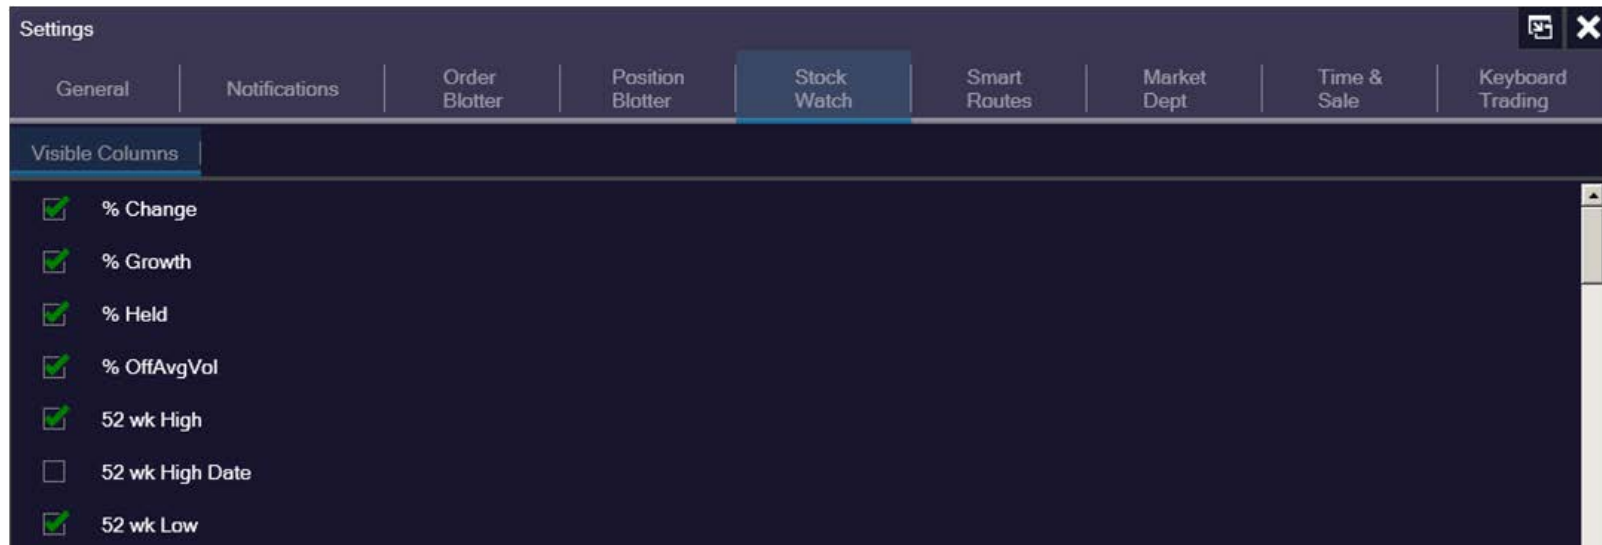 Settings
General
Notifications
Order
Blotter
Position
Blotter
Stock
Watch
Smart
Routes
Market
Dept
Time &
Sale
Keyboard
Trading
Visible Columns
% Change
% Growth
% Held
% OffAvgVol
52 wk High
52 wk High Date
52 wk Low